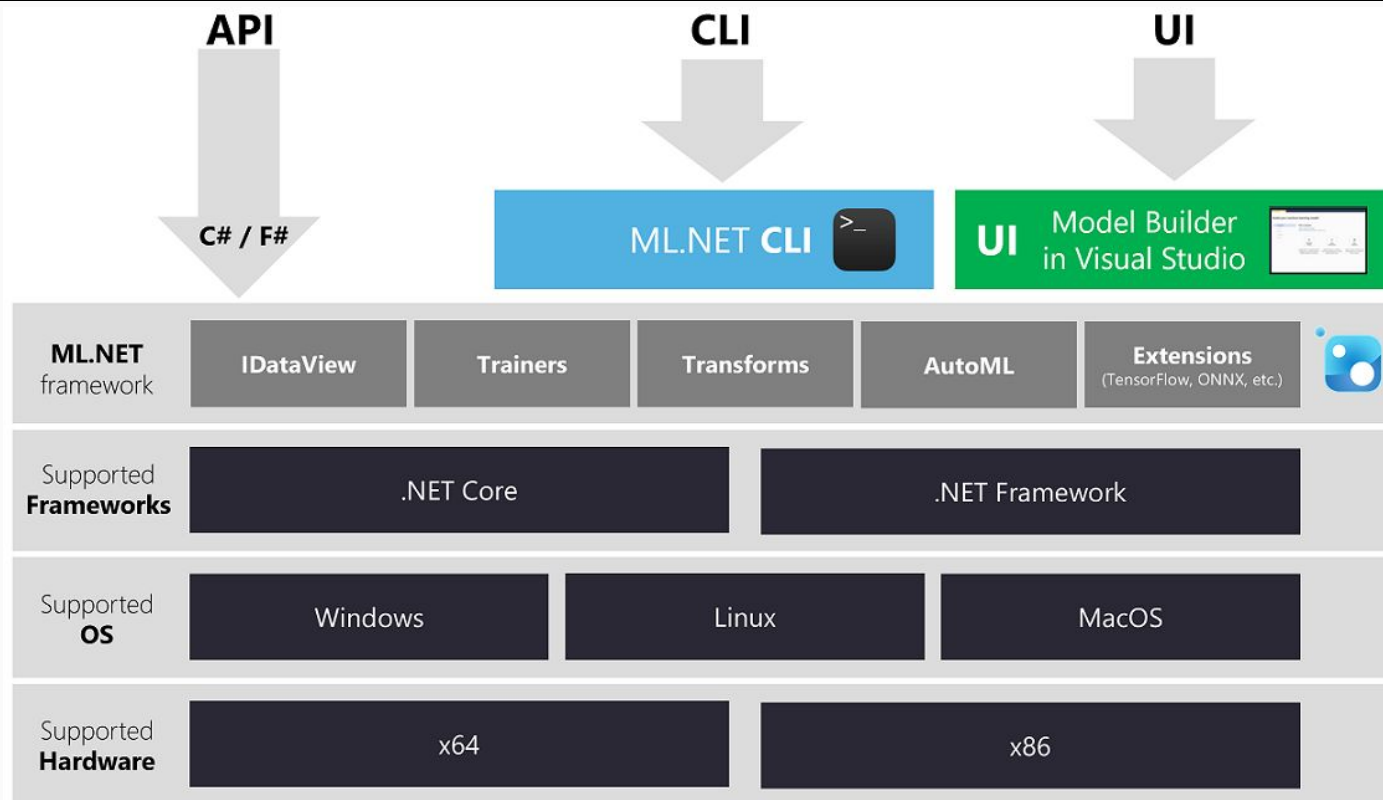 API
CLI
UI
C# / F#
ML.NET CLI
>_
UI
Model Builder
in Visual Studio
ML.NET
framework
IDataView
Trainers
Transforms
AutoML
Extensions
(TensorFlow, ONNX, etc.)
Supported
Frameworks
.NET Core
.NET Framework
Supported
OS
Windows
Linux
MacOS
Supported
Hardware
x64
x86